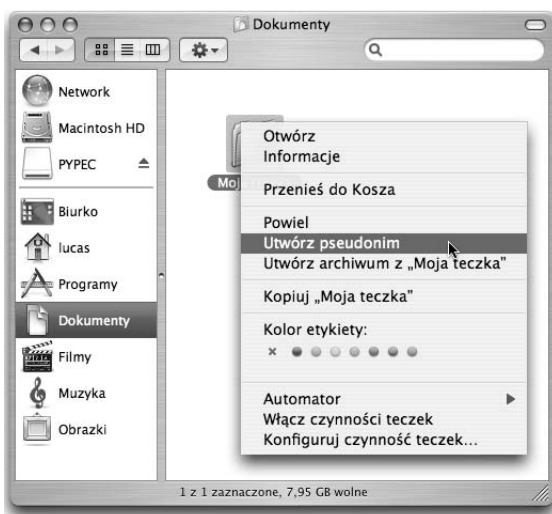 Dokumenty
Network
Macintosh HD
PYPEC
Biurko
lucas
Programy
Dokumenty
Filmy
Muzyka
Obrazki
Otwórz
Informacje
Przenieś do Kosza
Powiel
Utwórz pseudonim
Utwórz archiwum z „Moja teczka”
Kopiuj „Moja teczka”
Kolor etykiety:
Automator
Włącz czynności teczek
Konfiguruj czynność teczek...
1 z 1 zaznaczone, 7,95 GB wolne